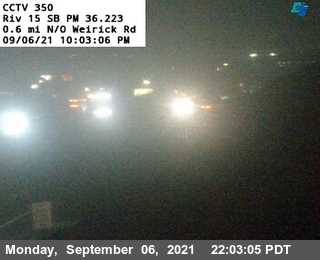 CCTV 350
Riv 15 SB PM 36.223
0.6 mi N/O Weirick Rd
09/06/21 10:03:06 PM
Monday, September 06, 2021 22:03:05 PDT